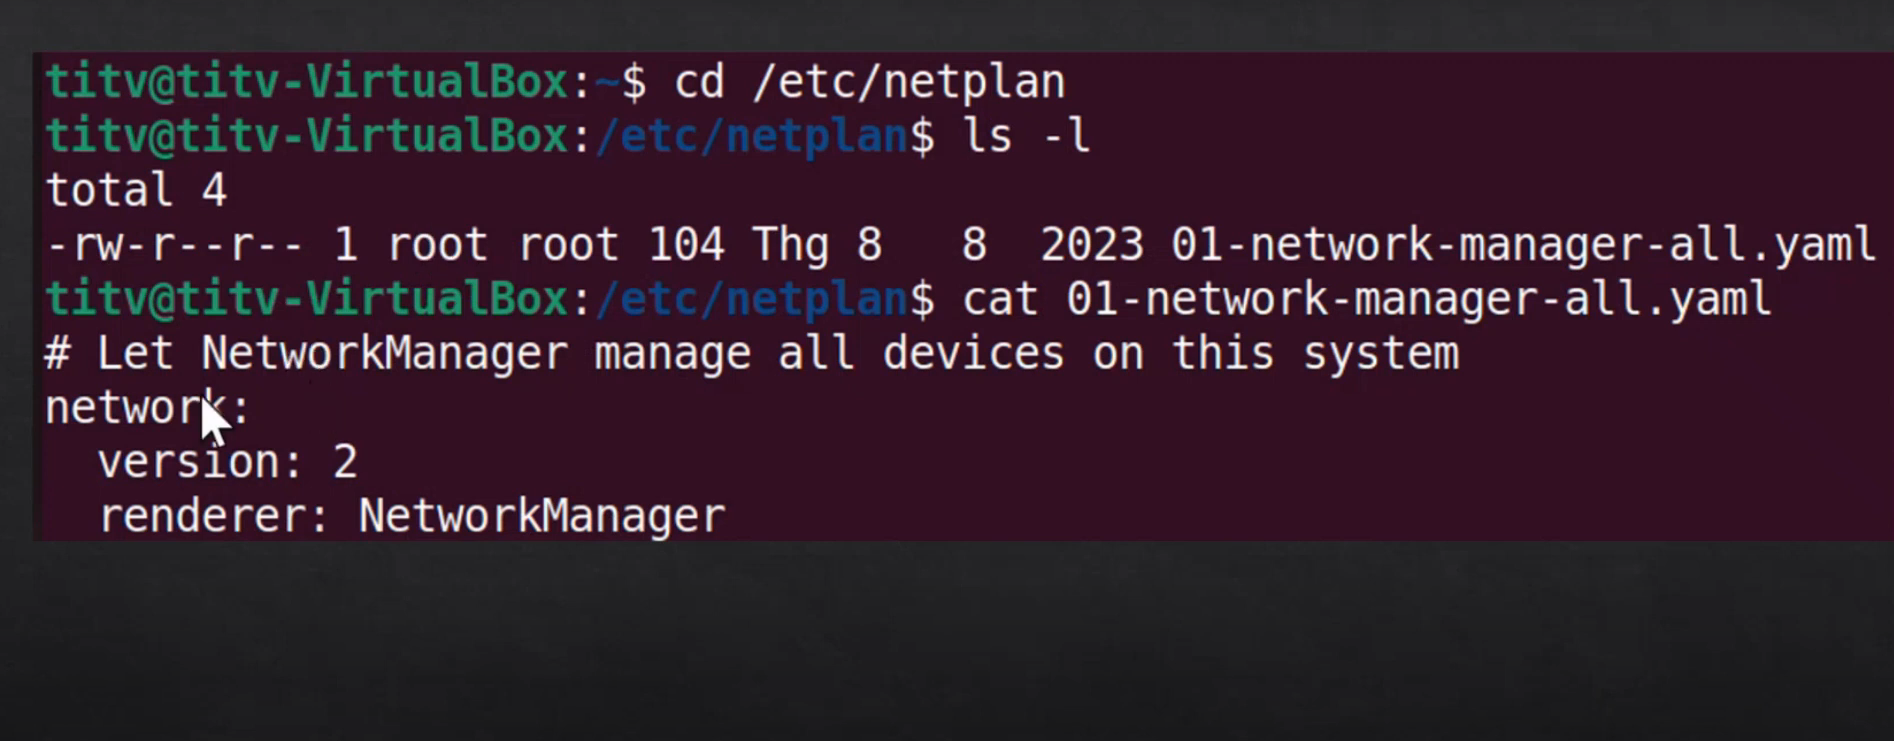 titv@titv-VirtualBox:~$ cd /etc/netplan
titv@titv-VirtualBox:/etc/netplan$ ls -l
total 4
-rw-r--r-- 1 root root 104 Thg 8   8  2023 01-network-manager-all.yaml
titv@titv-VirtualBox:/etc/netplan$ cat 01-network-manager-all.yaml
# Let NetworkManager manage all devices on this system
network:
  version: 2
  renderer: NetworkManager